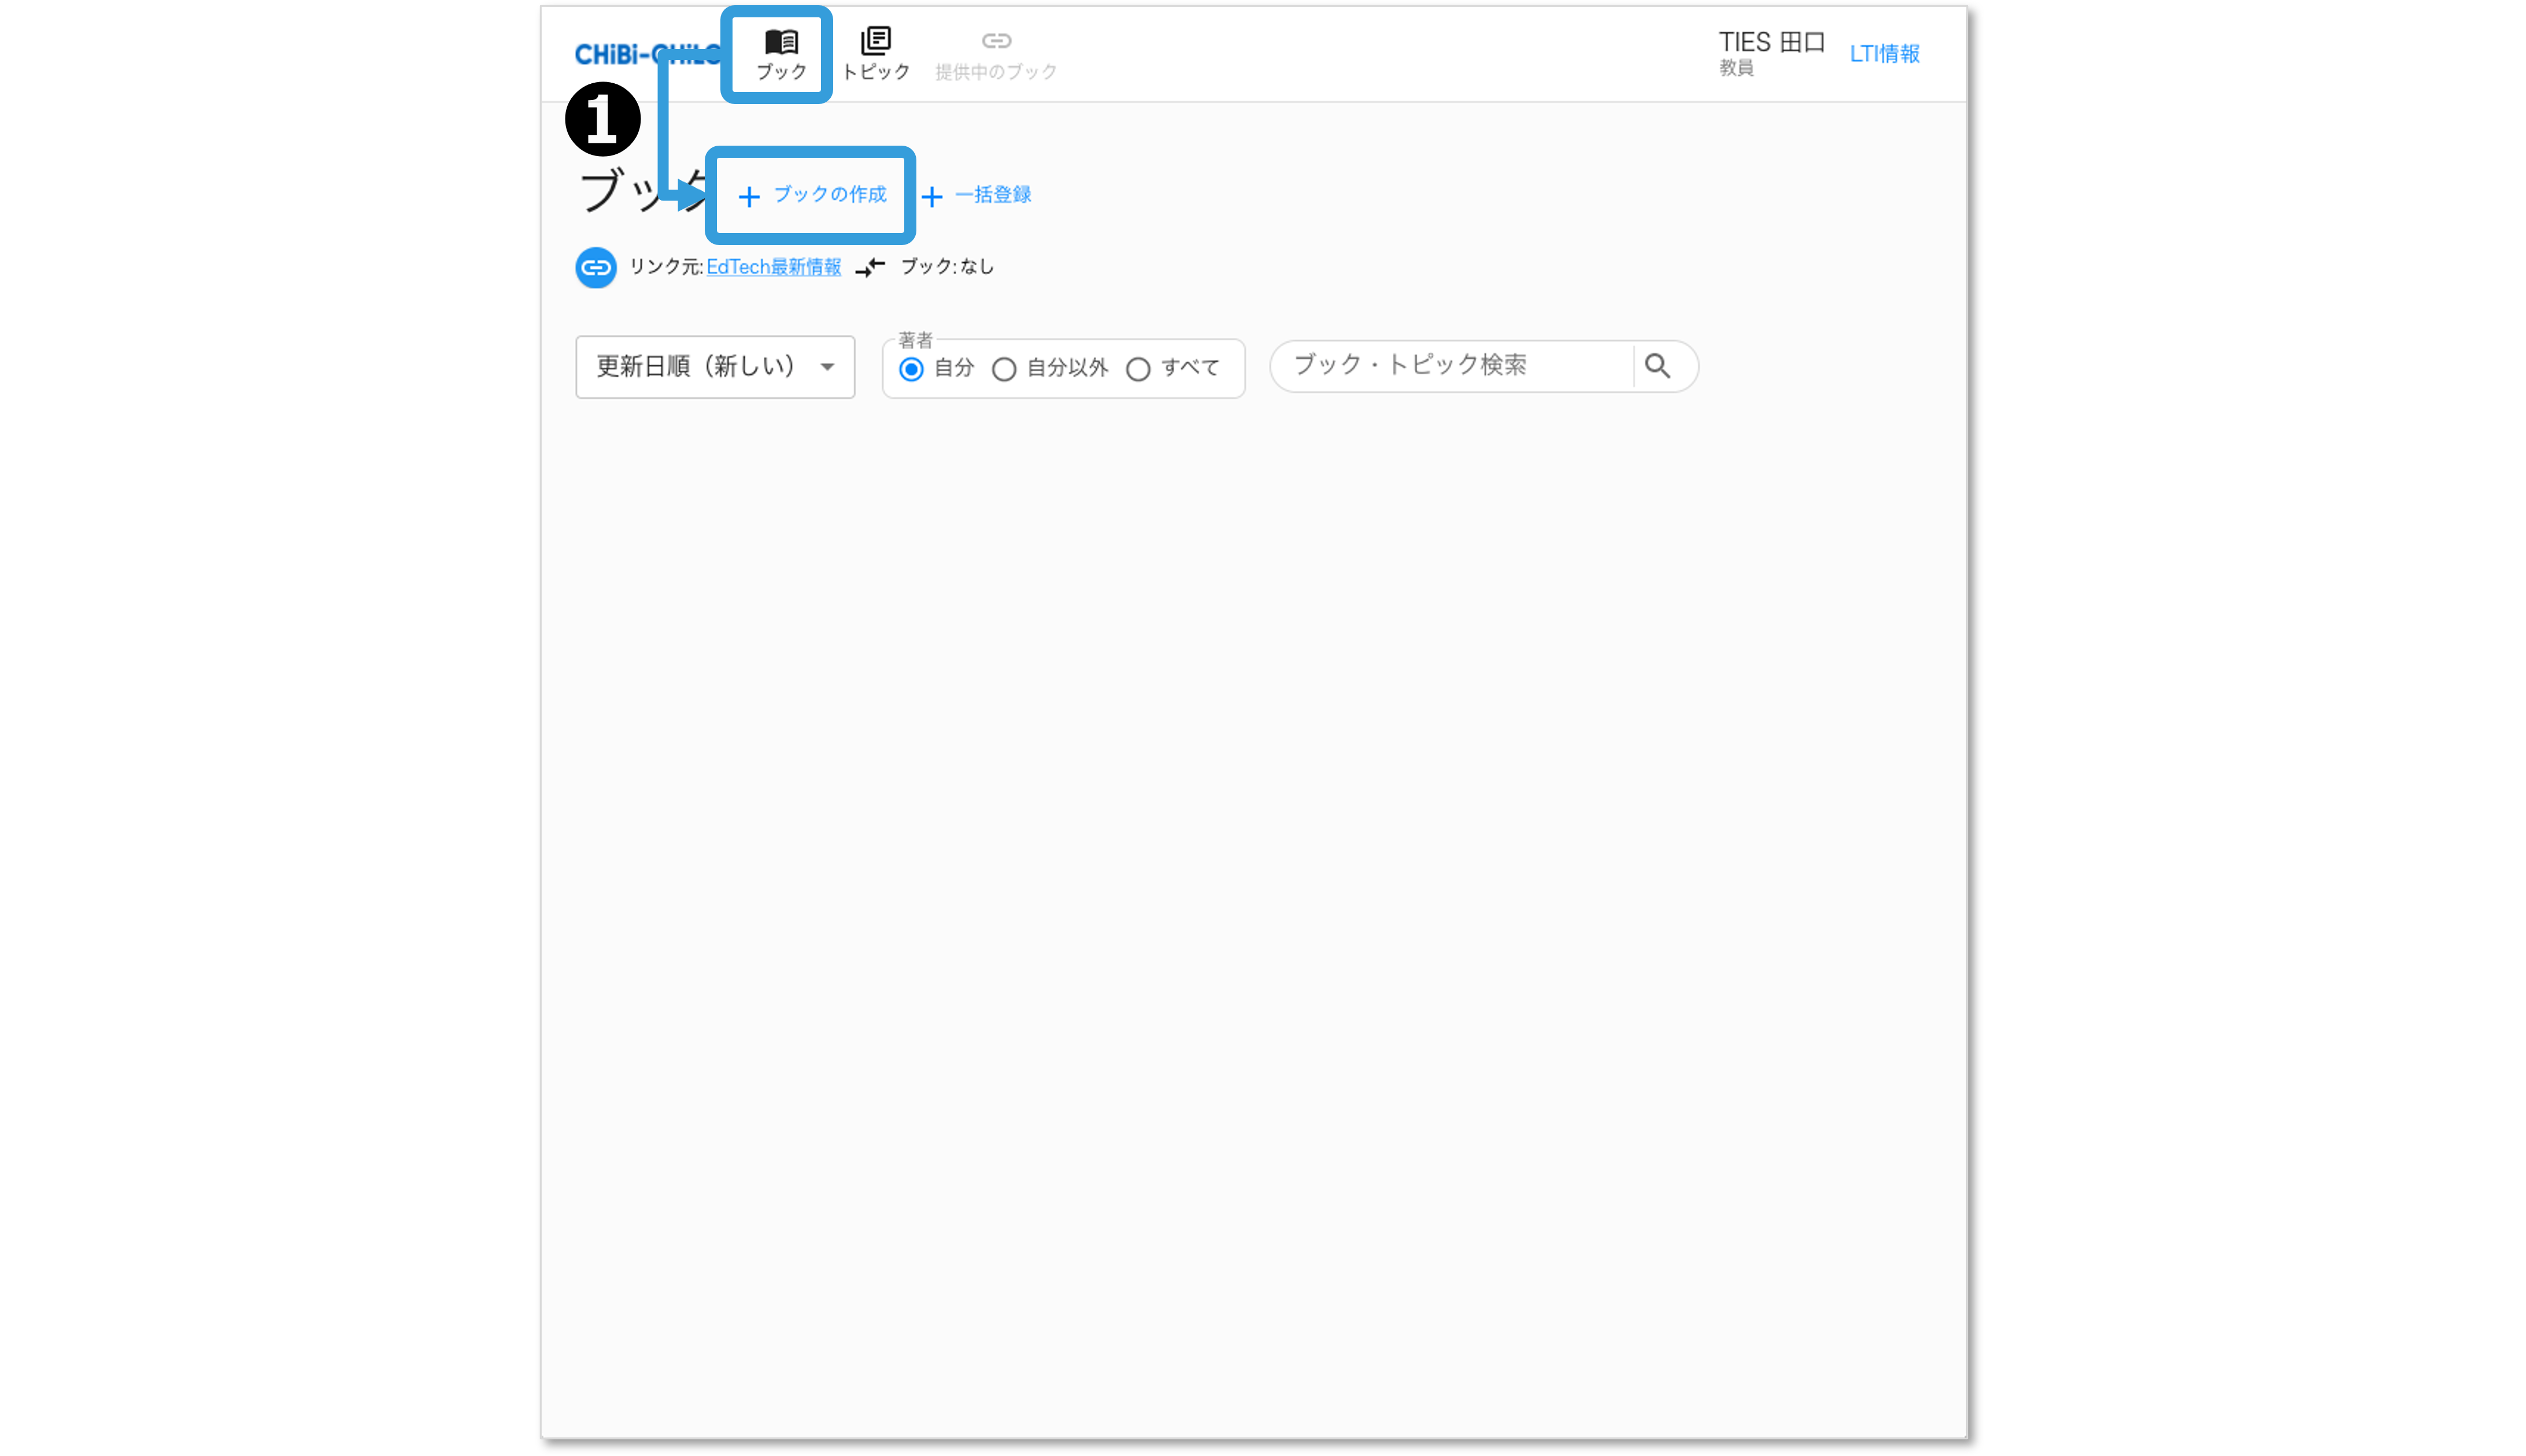 CHiBi-CHiLO
ブック
トピック
提供中のブック
TIES 田口
教員
LTI情報
1
ブック
ブックの作成
一括登録
リンク元: EdTech最新情報
ブック: なし
更新日順（新しい）
著者
自分
自分以外
すべて
ブック・トピック検索